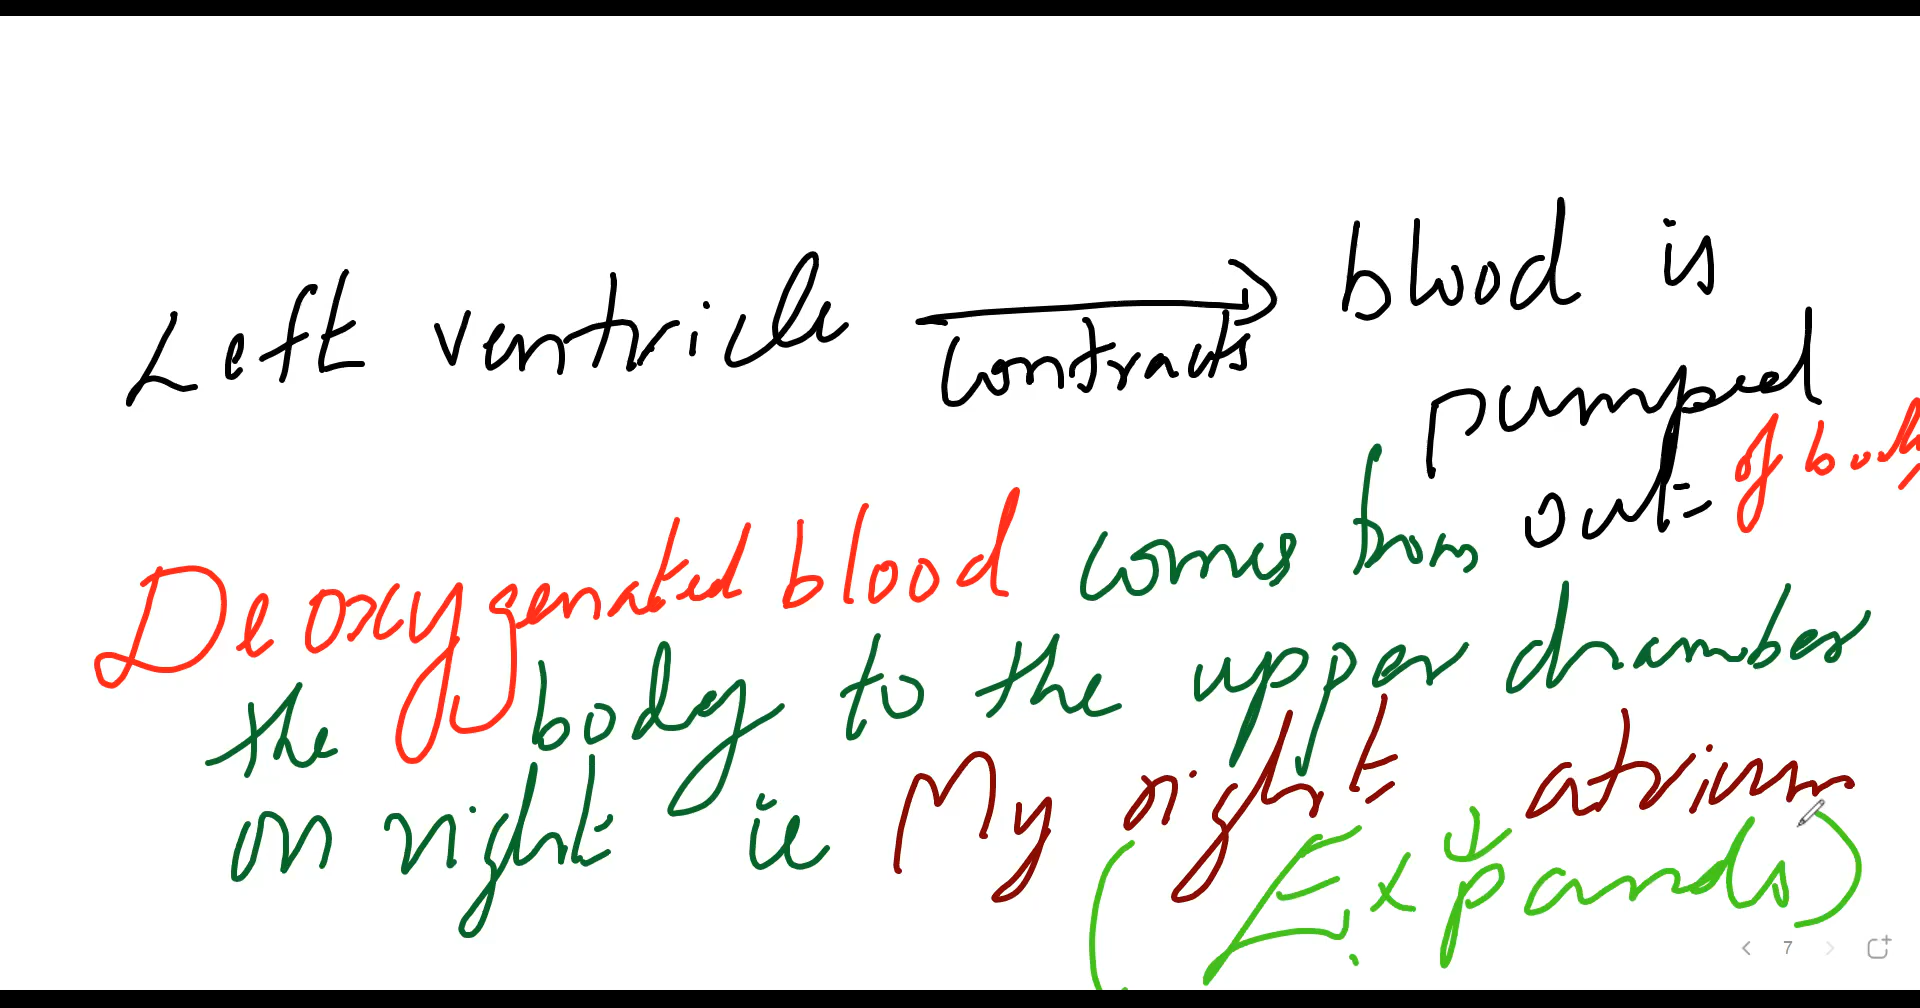 Left ventricle → blood is
contracts
pumped
out of body
Deoxygenated blood comes from
the body to the upper chamber
on right ie My right atrium
(Expands)
7